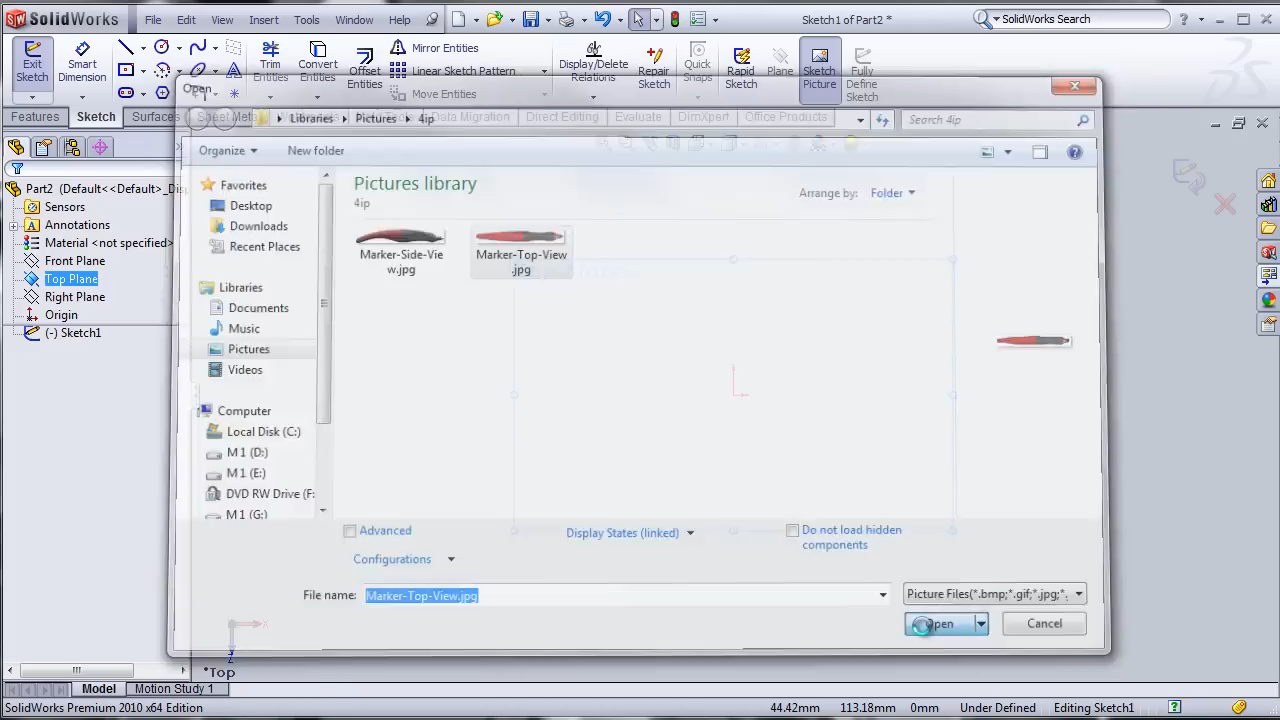 SolidWorks File Edit View Insert Tools Window Help Sketch1 of Part2 * SolidWorks Search
Exit Sketch
Smart Dimension
Trim Entities
Convert Entities
Offset Entities
Mirror Entities
Linear Sketch Pattern
Move Entities
Display/Delete Relations
Repair Sketch
Quick Snaps
Rapid Sketch
Plane
Sketch Picture
Fully Define Sketch
Features Sketch Surfaces Sheet Met Data Migration Direct Editing Evaluate DimXpert Office Products
Open
Libraries Pictures 4ip Search 4ip
Organize New folder
Part2 (Default<<Default>_Dis
Sensors
Annotations
Material <not specified>
Front Plane
Top Plane
Right Plane
Origin
(-) Sketch1
Favorites
Desktop
Downloads
Recent Places
Libraries
Documents
Music
Pictures
Videos
Computer
Local Disk (C:)
M 1 (D:)
M 1 (E:)
DVD RW Drive (F:
M 1 (G:)
Pictures library
4ip
Arrange by: Folder
Marker-Side-Vie
w.jpg
Marker-Top-View
.jpg
Advanced
Display States (linked)
Do not load hidden
components
Configurations
File name: Marker-Top-View.jpg
Picture Files(*.bmp;*.gif;*.jpg;*.
Open Cancel
X
*Top
Model Motion Study 1
SolidWorks Premium 2010 x64 Edition 44.42mm 113.18mm 0mm Under Defined Editing Sketch1